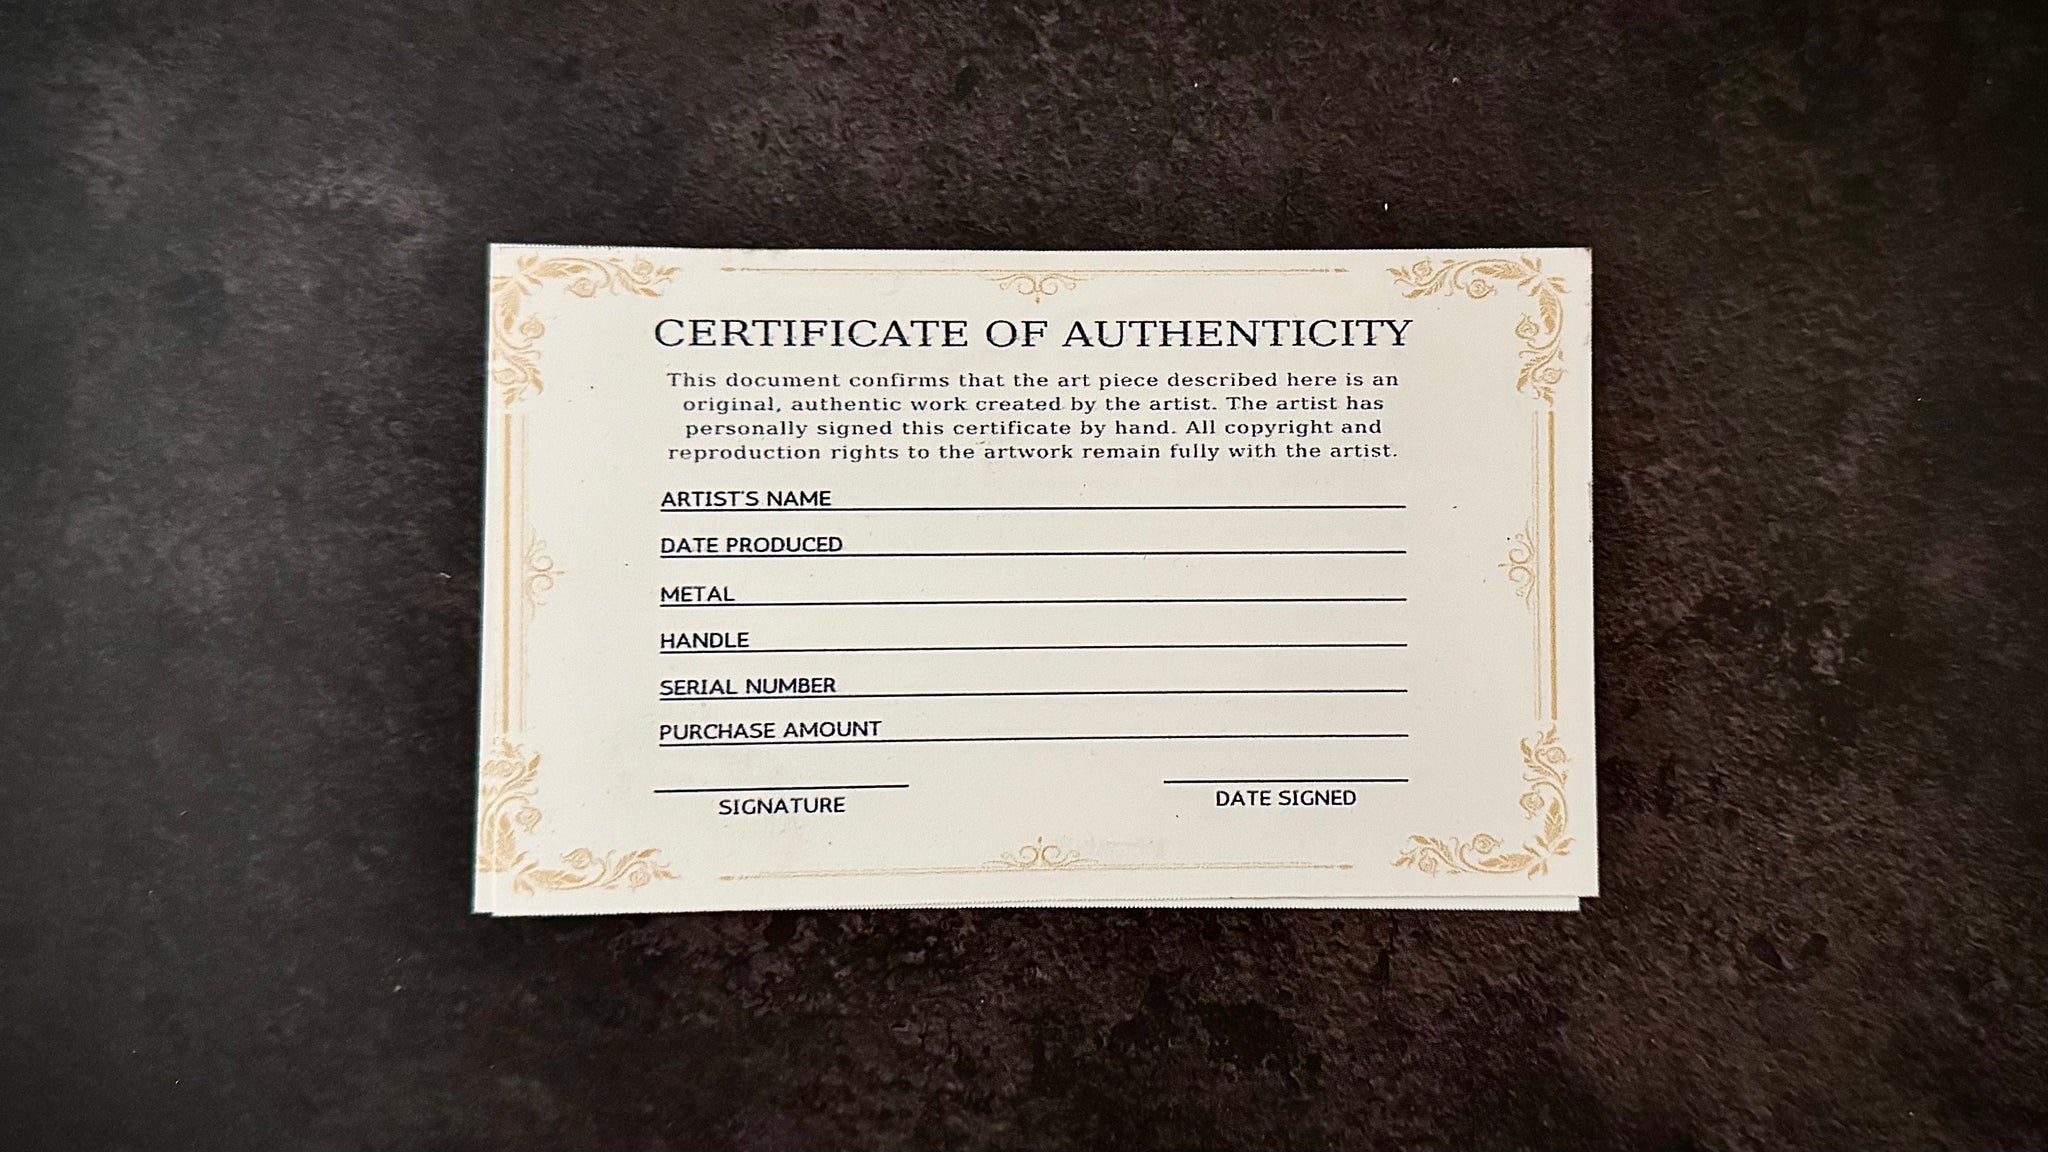 CERTIFICATE OF AUTHENTICITY
This document confirms that the art piece described here is an
original, authentic work created by the artist. The artist has
personally signed this certificate by hand. All copyright and
reproduction rights to the artwork remain fully with the artist.
ARTIST'S NAME
DATE PRODUCED
METAL
HANDLE
SERIAL NUMBER
PURCHASE AMOUNT
SIGNATURE
DATE SIGNED